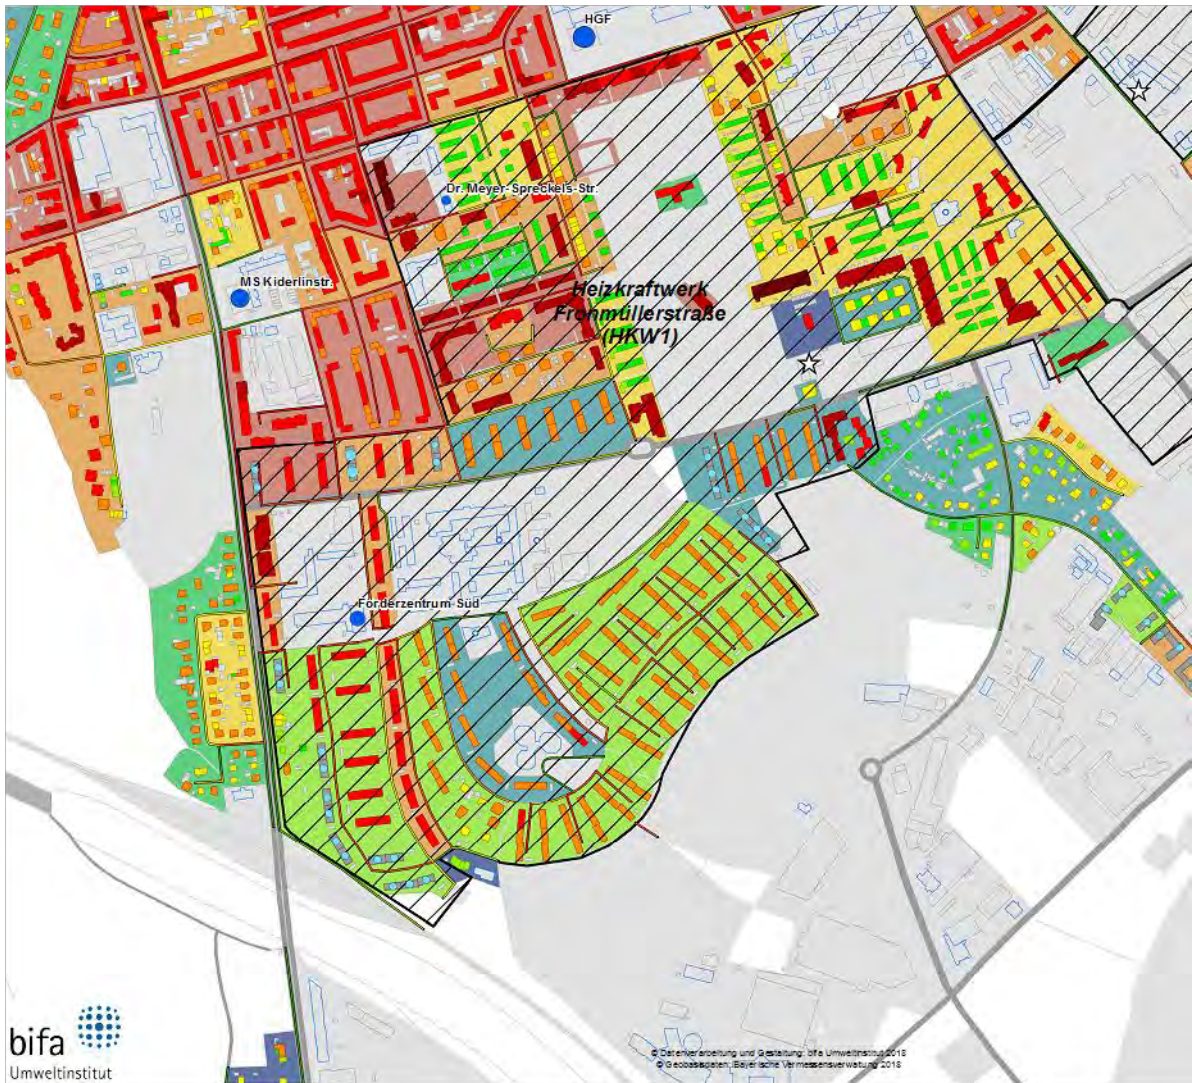 HGF
Dr. Meyer-Spreckels-Str.
MS Kiderlinstr.
Heizkraftwerk
Fronmüllerstraße
(HKW1)
Förderzentrum Süd
bifa
Umweltinstitut
© Datenverarbeitung und Gestaltung: bifa Umweltinstitut 2018
© Geobasisdaten: Bayerische Vermessungsverwaltung 2018